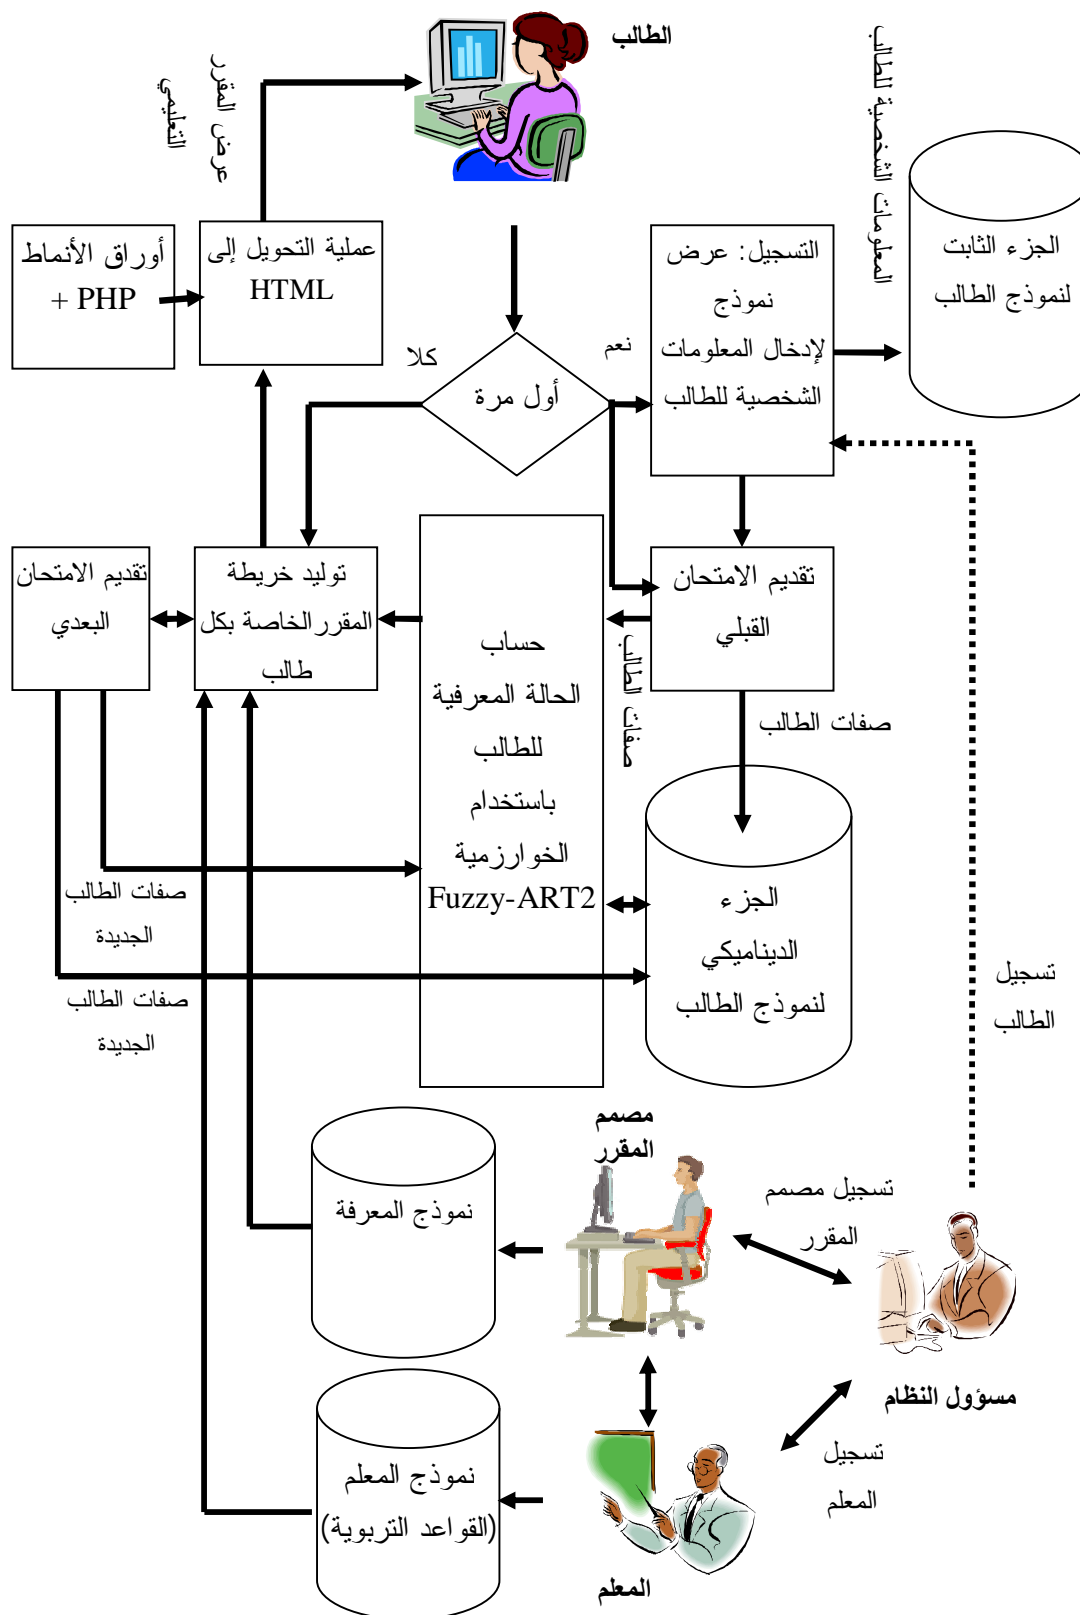 الطالب
عرض المقرر
التعليمي
المعلومات الشخصية للطالب
أوراق الأنماط
+ PHP
عملية التحويل إلى
HTML
التسجيل: عرض
نموذج
لإدخال المعلومات
الشخصية للطالب
الجزء الثابت
لنموذج الطالب
كلا
نعم
أول مرة
تقديم الامتحان
البعدي
توليد خريطة
المقرر الخاصة بكل
طالب
تقديم الامتحان
القبلي
صفات الطالب
صفات الطالب
حساب
الحالة المعرفية
للطالب
باستخدام
الخوارزمية
Fuzzy-ART2
صفات الطالب
الجديدة
صفات الطالب
الجديدة
الجزء
الديناميكي
لنموذج الطالب
تسجيل
الطالب
مصمم
المقرر
نموذج المعرفة
تسجيل مصمم
المقرر
مسؤول النظام
نموذج المعلم
(القواعد التربوية)
تسجيل
المعلم
المعلم